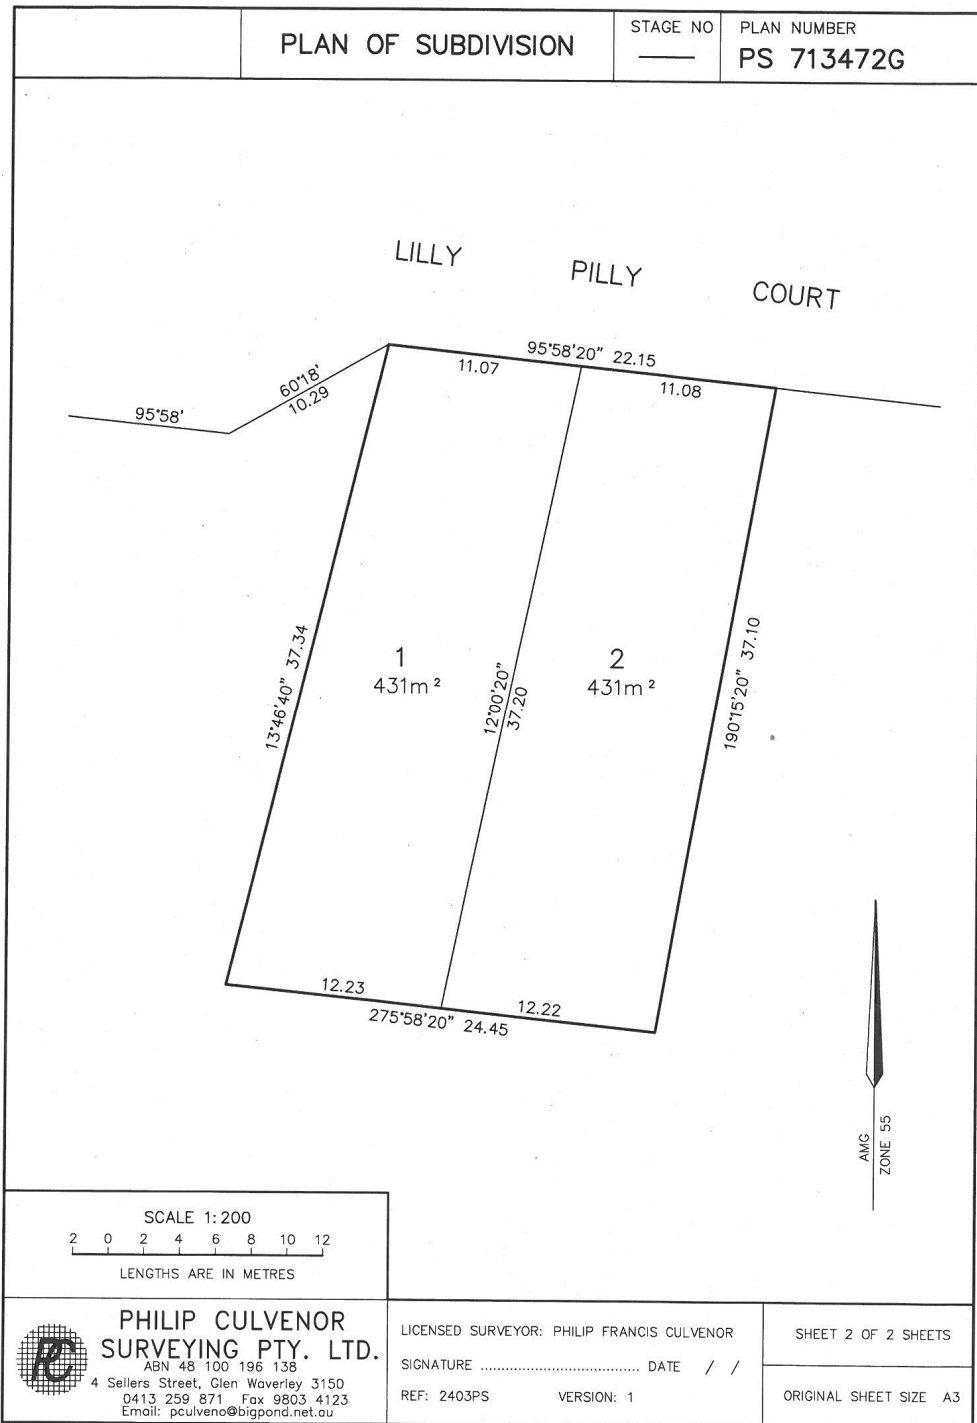 PLAN OF SUBDIVISION
STAGE NO
PLAN NUMBER
PS 713472G
LILLY PILLY COURT
95°58'20" 22.15
11.07
11.08
60°18'
10.29
95°58'
13°46'40" 37.34
1
431m²
12°00'20"
37.20
2
431m²
190°15'20" 37.10
12.23
12.22
275°58'20" 24.45
AMG
ZONE 55
SCALE 1:200
2 0 2 4 6 8 10 12
LENGTHS ARE IN METRES
PC
PHILIP CULVENOR
SURVEYING PTY. LTD.
ABN 48 100 196 138
4 Sellers Street, Glen Waverley 3150
0413 259 871 Fax 9803 4123
Email: pculveno@bigpond.net.au
LICENSED SURVEYOR: PHILIP FRANCIS CULVENOR
SIGNATURE ........................................ DATE / /
REF: 2403PS VERSION: 1
SHEET 2 OF 2 SHEETS
ORIGINAL SHEET SIZE A3